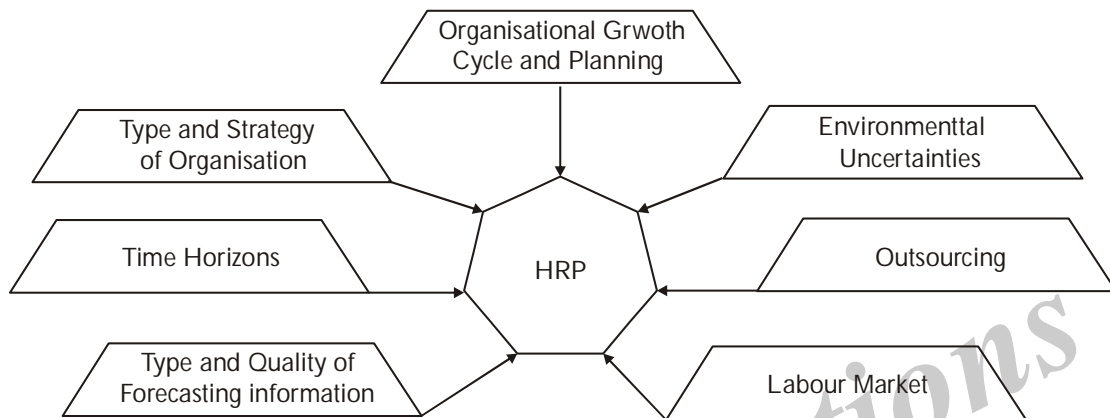 Organisational Grwoth
Cycle and Planning
Type and Strategy
of Organisation
Environmenttal
Uncertainties
Time Horizons
HRP
Outsourcing
Type and Quality of
Forecasting information
Labour Market